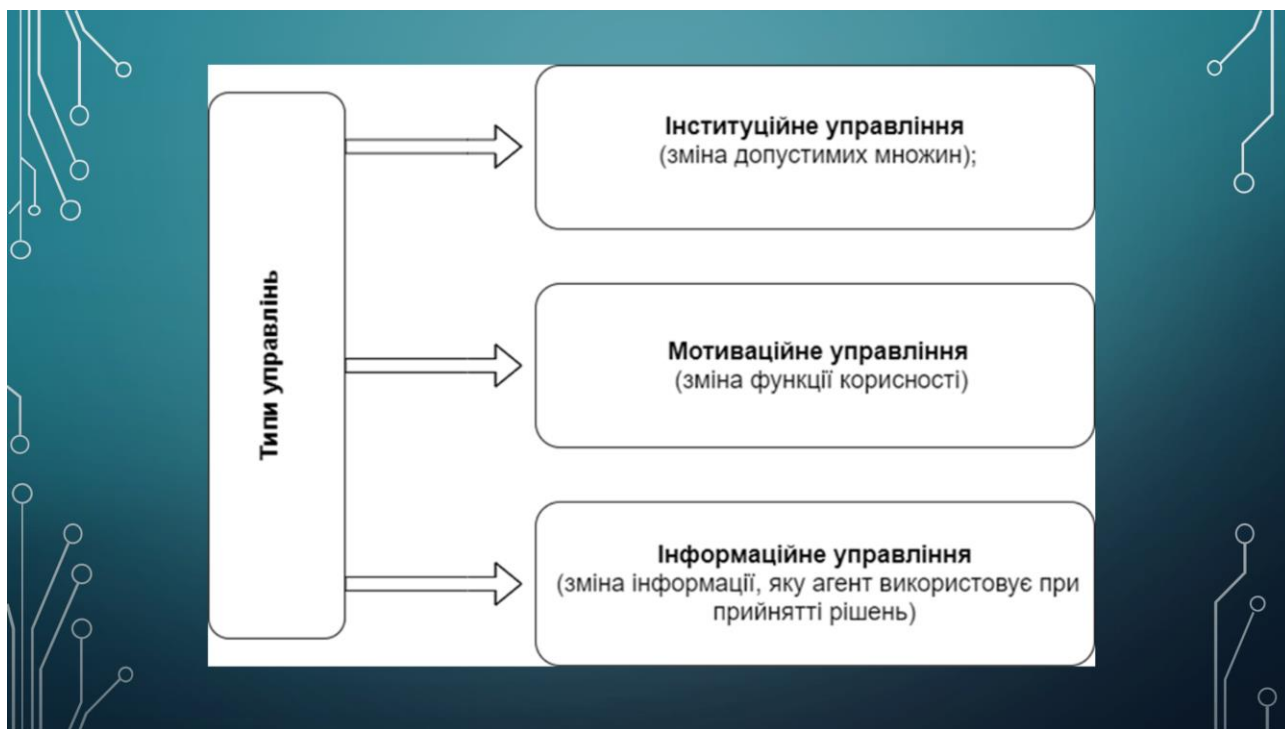 Типи управлінь
Інституційне управління
(зміна допустимих множин);
Мотиваційне управління
(зміна функції корисності)
Інформаційне управління
(зміна інформації, яку агент використовує при
прийнятті рішень)